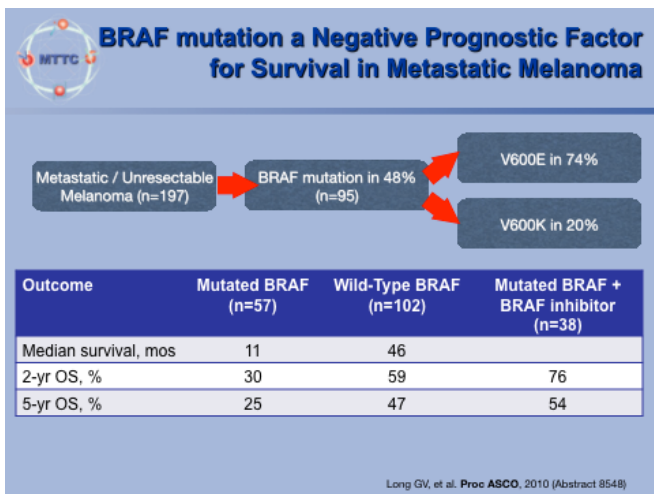 BRAF mutation a Negative Prognostic Factor
for Survival in Metastatic Melanoma
MTTC
Metastatic / Unresectable
Melanoma (n=197)
BRAF mutation in 48%
(n=95)
V600E in 74%
V600K in 20%
Outcome Mutated BRAF Wild-Type BRAF Mutated BRAF +
(n=57) (n=102) BRAF inhibitor
(n=38)
Median survival, mos 11 46
2-yr OS, % 30 59 76
5-yr OS, % 25 47 54
Long GV, et al. Proc ASCO, 2010 (Abstract 8548)